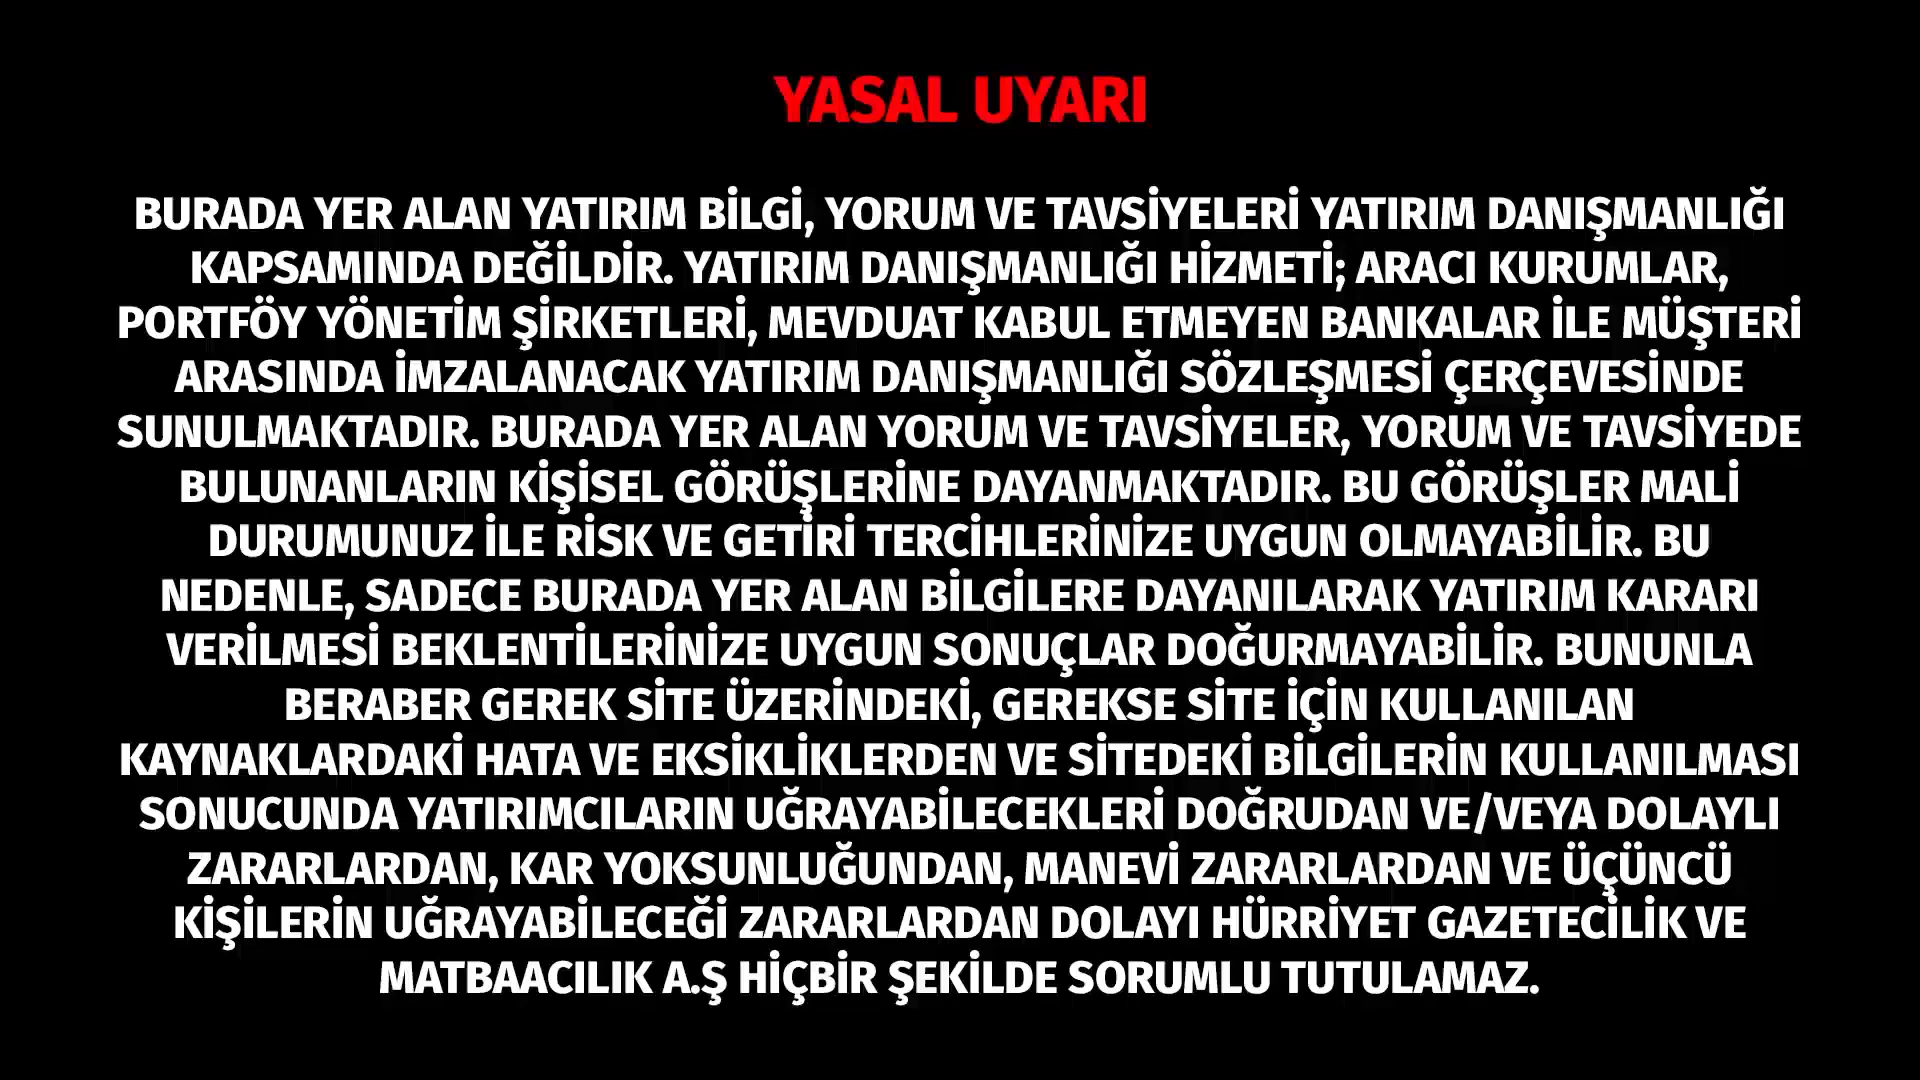 YASAL UYARI
BURADA YER ALAN YATIRIM BİLGİ, YORUM VE TAVSİYELERİ YATIRIM DANIŞMANLIĞI
KAPSAMINDA DEĞİLDİR. YATIRIM DANIŞMANLIĞI HİZMETİ; ARACI KURUMLAR,
PORTFÖY YÖNETİM ŞİRKETLERİ, MEVDUAT KABUL ETMEYEN BANKALAR İLE MÜŞTERİ
ARASINDA İMZALANACAK YATIRIM DANIŞMANLIĞI SÖZLEŞMESİ ÇERÇEVESİNDE
SUNULMAKTADIR. BURADA YER ALAN YORUM VE TAVSİYELER, YORUM VE TAVSİYEDE
BULUNANLARIN KİŞİSEL GÖRÜŞLERİNE DAYANMAKTADIR. BU GÖRÜŞLER MALİ
DURUMUNUZ İLE RİSK VE GETİRİ TERCİHLERİNİZE UYGUN OLMAYABİLİR. BU
NEDENLE, SADECE BURADA YER ALAN BİLGİLERE DAYANILARAK YATIRIM KARARI
VERİLMESİ BEKLENTİLERİNİZE UYGUN SONUÇLAR DOĞURMAYABİLİR. BUNUNLA
BERABER GEREK SİTE ÜZERİNDEKİ, GEREKSE SİTE İÇİN KULLANILAN
KAYNAKLARDAKİ HATA VE EKSİKLİKLERDEN VE SİTEDEKİ BİLGİLERİN KULLANILMASI
SONUCUNDA YATIRIMCILARIN UĞRAYABİLECEKLERİ DOĞRUDAN VE/VEYA DOLAYLI
ZARARLARDAN, KAR YOKSUNLUĞUNDAN, MANEVİ ZARARLARDAN VE ÜÇÜNCÜ
KİŞİLERİN UĞRAYABİLECEĞİ ZARARLARDAN DOLAYI HÜRRİYET GAZETECİLİK VE
MATBAACILIK A.Ş HİÇBİR ŞEKİLDE SORUMLU TUTULAMAZ.